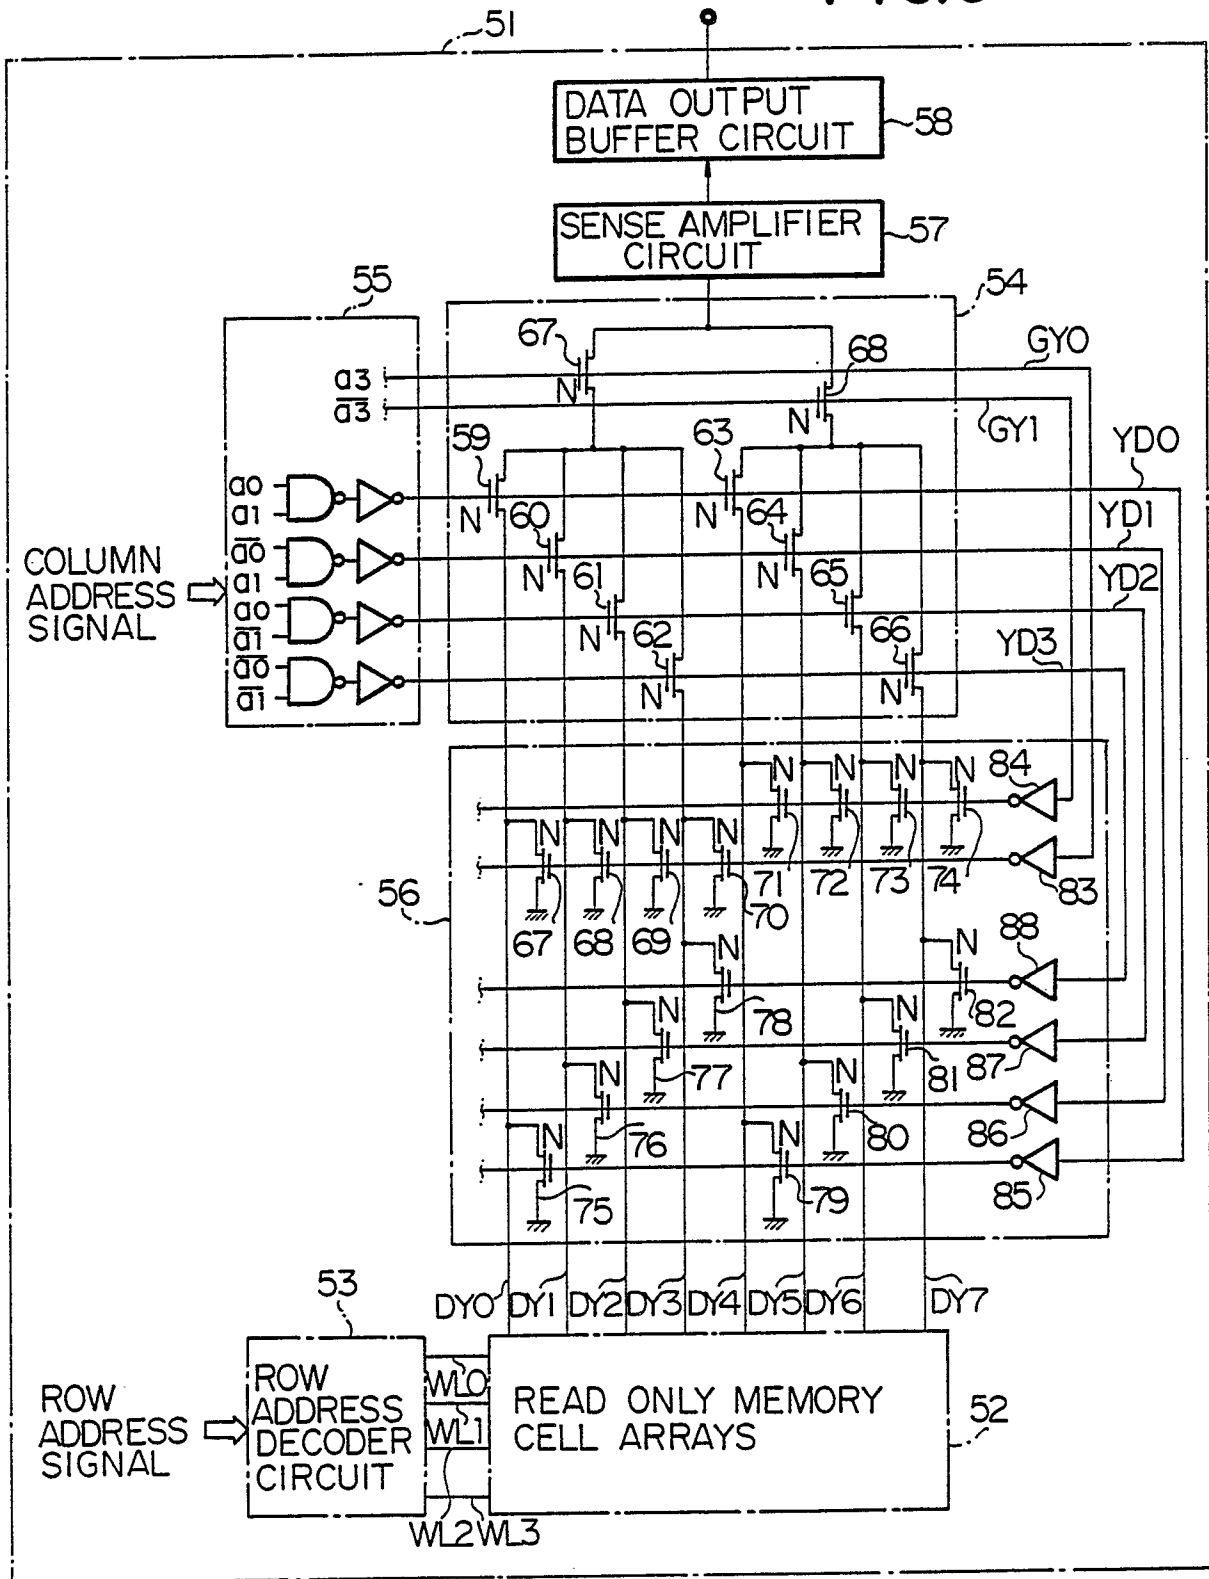 51
DATA OUTPUT
BUFFER CIRCUIT
58
SENSE AMPLIFIER
CIRCUIT
57
55
54
67
68
GY0
a3
N
a3̅
N
GY1
59
63
YD0
a0
a1
N
60
N
64
YD1
a0̅
a1
N
61
N
65
YD2
a0
a1̅
N
62
66
YD3
a0̅
a1̅
N
N
COLUMN
ADDRESS
SIGNAL
N
N
N
N
84
N
N
N
N
71
72
73
74
83
56
67
68
69
70
N
N
88
78
82
N
N
87
77
81
N
N
86
76
80
N
N
85
75
79
53
DY0
DY1
DY2
DY3
DY4
DY5
DY6
DY7
ROW
ADDRESS
SIGNAL
ROW
ADDRESS
DECODER
CIRCUIT
WL0
WL1
WL2
WL3
READ ONLY MEMORY
CELL ARRAYS
52